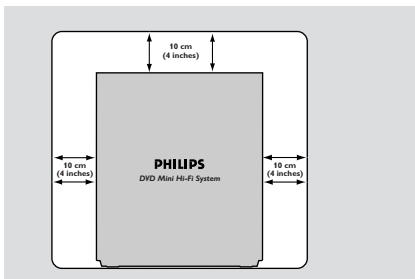 10 cm
(4 inches)
10 cm
(4 inches)
10 cm
(4 inches)
PHILIPS
DVD Mini Hi-Fi System